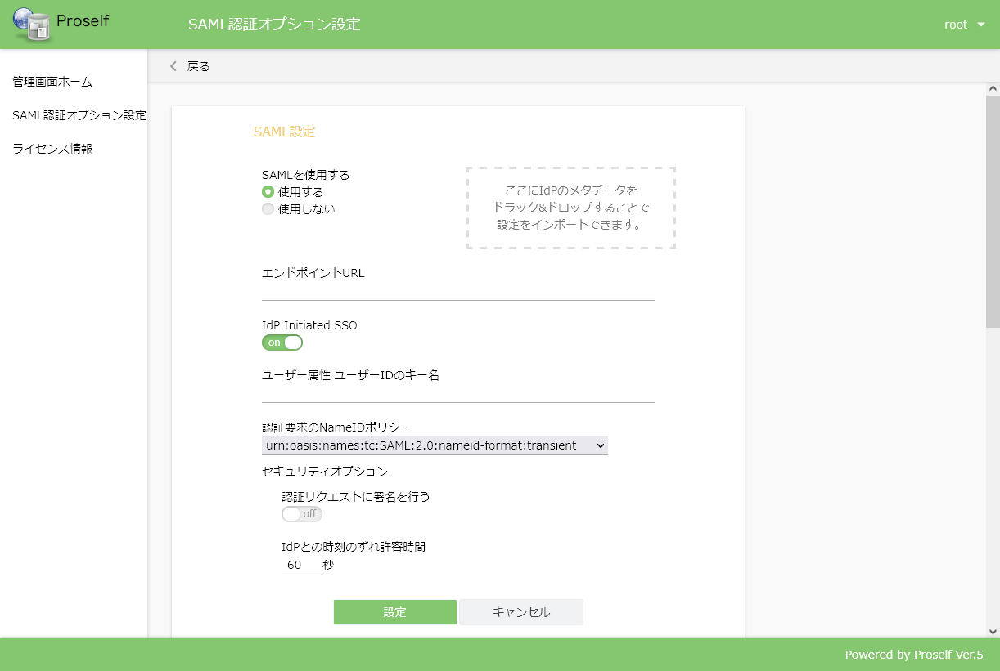 Proself
SAML認証オプション設定
root
管理画面ホーム
SAML認証オプション設定
ライセンス情報
戻る
SAML設定
SAMLを使用する
使用する
使用しない
ここにIdPのメタデータを
ドラック&ドロップすることで
設定をインポートできます。
エンドポイントURL
IdP Initiated SSO
on
ユーザー属性 ユーザーIDのキー名
認証要求のNameIDポリシー
urn:oasis:names:tc:SAML:2.0:nameid-format:transient
セキュリティオプション
認証リクエストに署名を行う
off
IdPとの時刻のずれ許容時間
60 秒
設定
キャンセル
Powered by Proself Ver.5